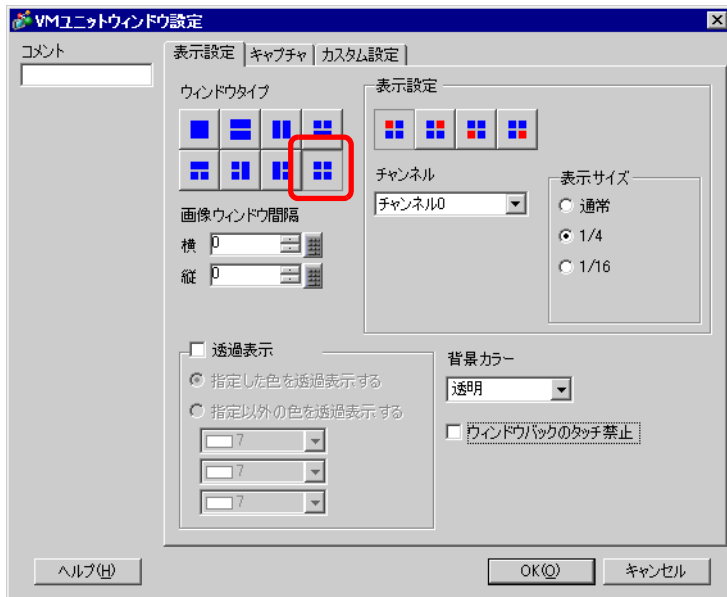 VMユニットウィンドウ設定
コメント
表示設定
キャプチャ
カスタム設定
ウィンドウタイプ
画像ウィンドウ間隔
横 0
縦 0
表示設定
チャンネル
チャンネル0
表示サイズ
通常
1/4
1/16
透過表示
指定した色を透過表示する
指定以外の色を透過表示する
7
7
7
背景カラー
透明
ウィンドウバックのタッチ禁止
ヘルプ(H)
OK(O)
キャンセル